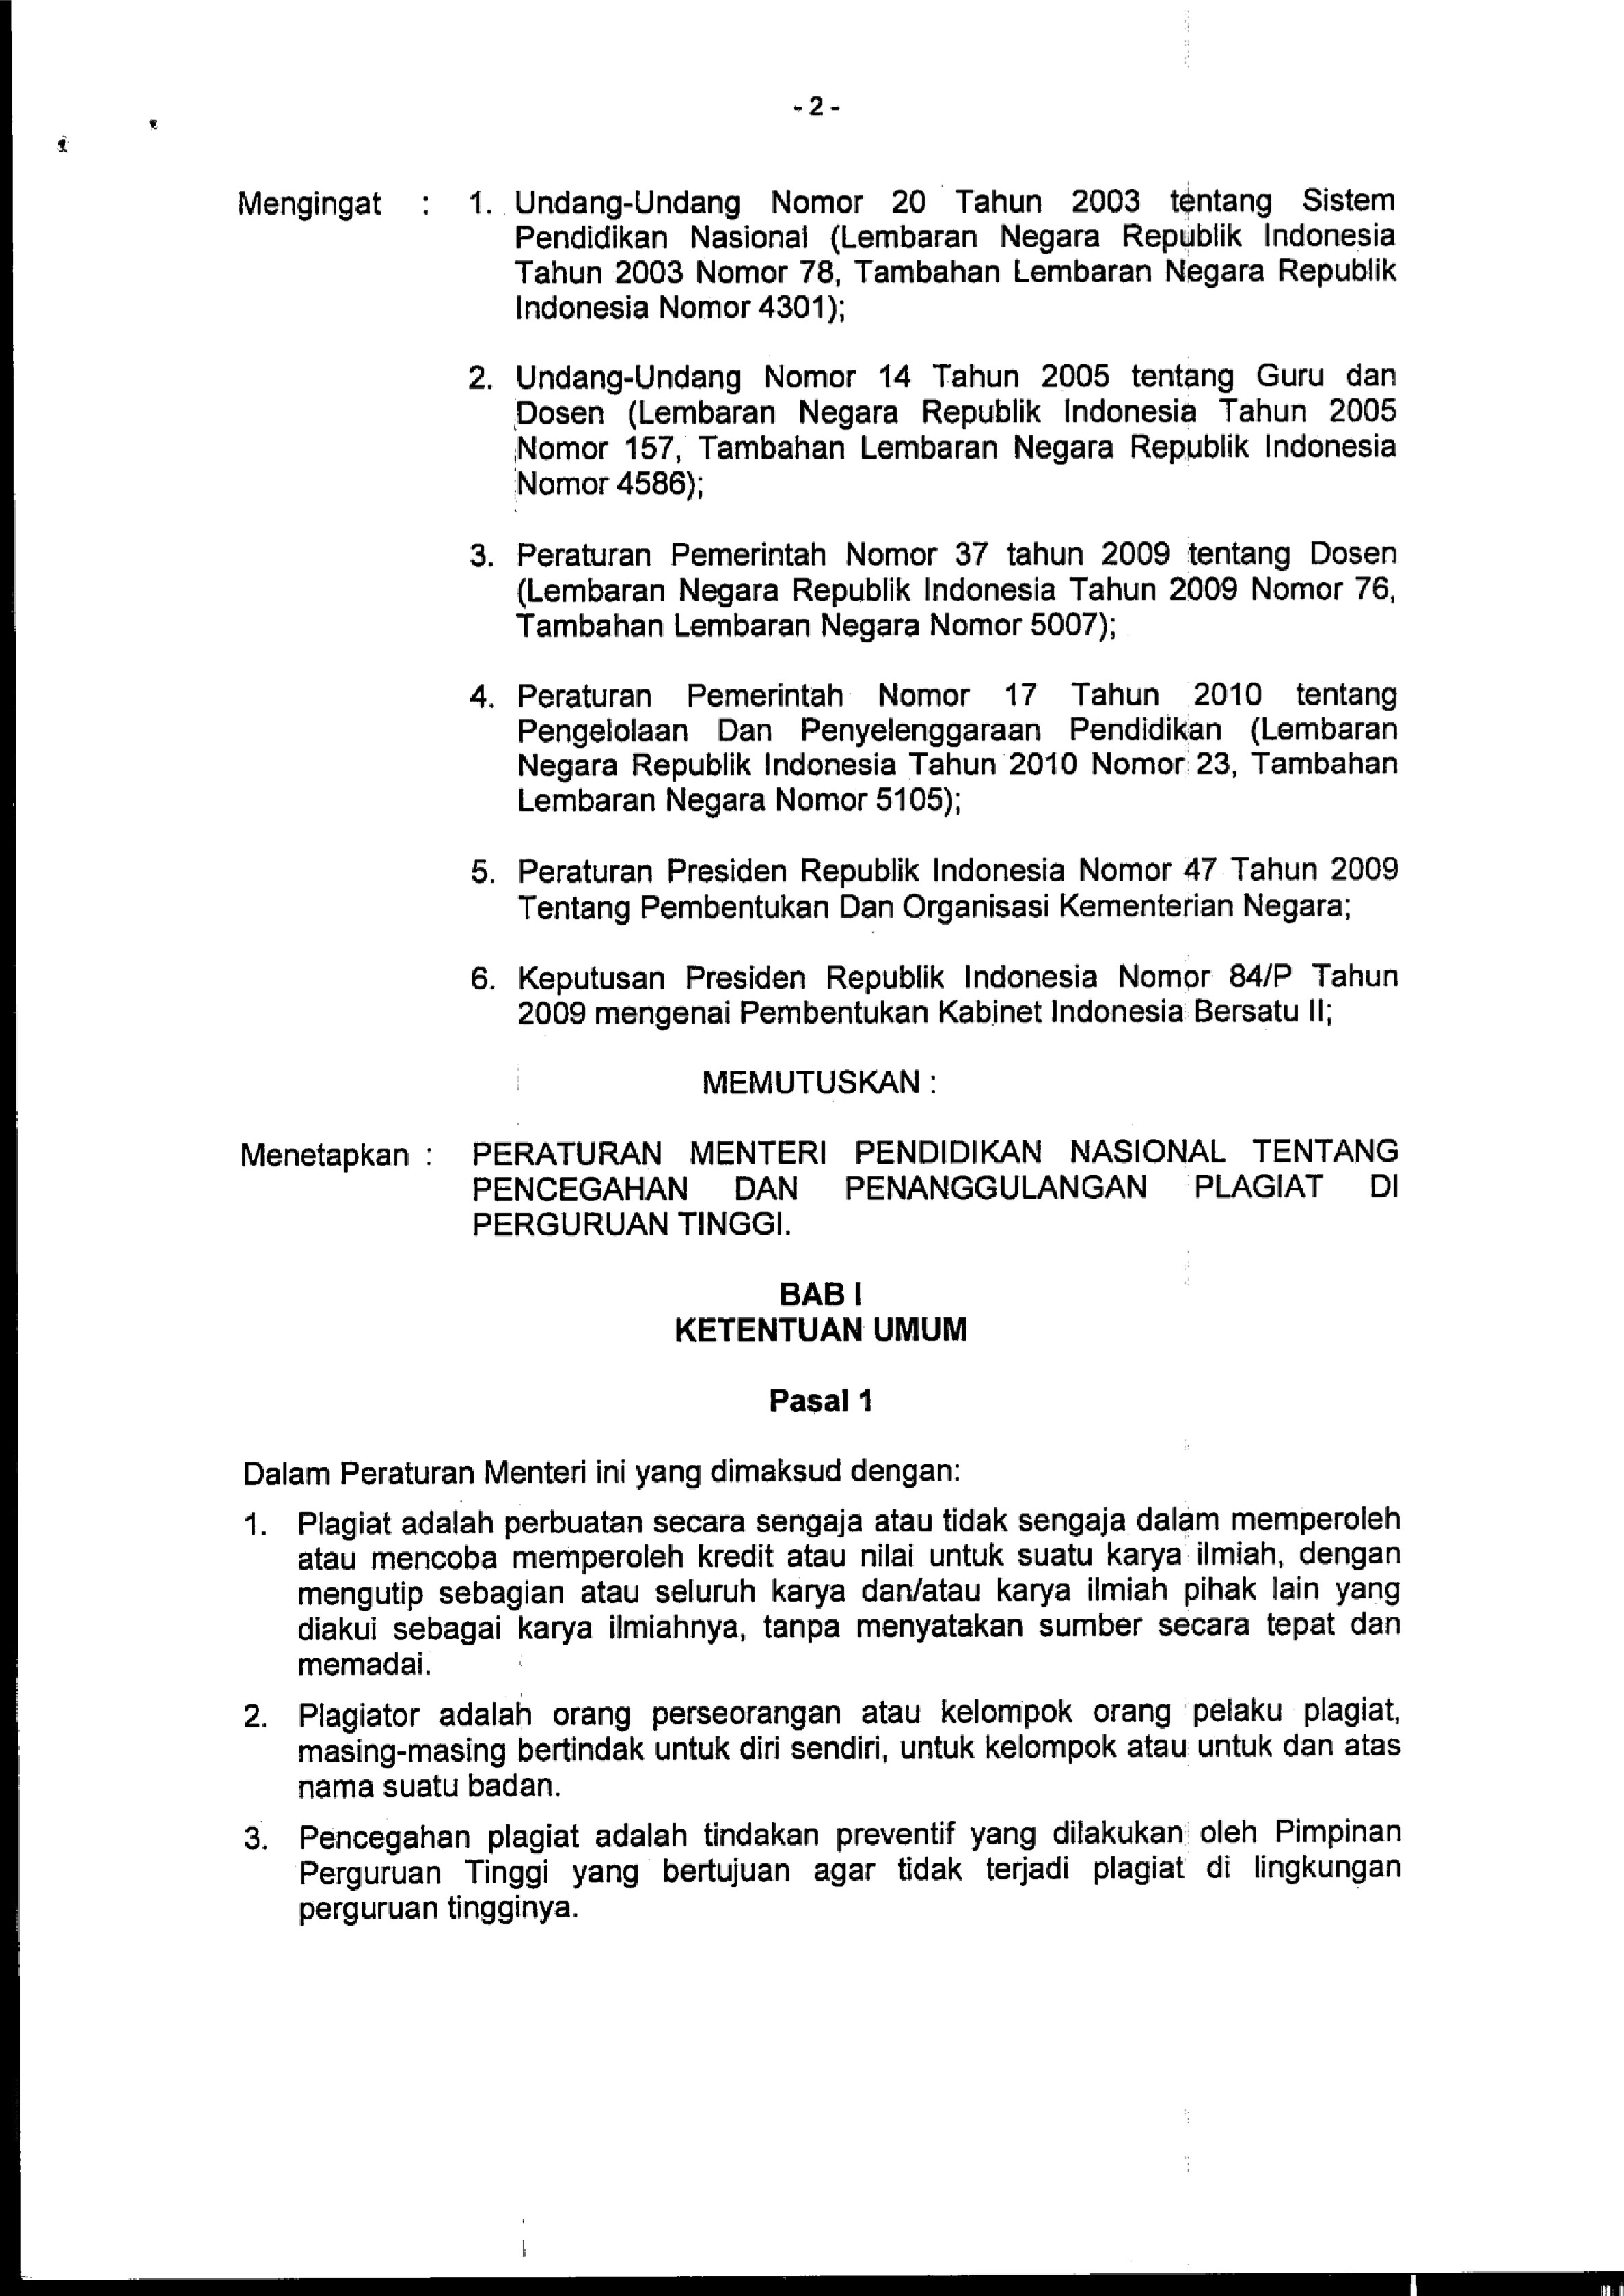 -2-
Mengingat : 1. Undang-Undang Nomor 20 Tahun 2003 tentang Sistem
Pendidikan Nasional (Lembaran Negara Republik Indonesia
Tahun 2003 Nomor 78, Tambahan Lembaran Negara Republik
Indonesia Nomor 4301);
2. Undang-Undang Nomor 14 Tahun 2005 tentang Guru dan
Dosen (Lembaran Negara Republik Indonesia Tahun 2005
Nomor 157, Tambahan Lembaran Negara Republik Indonesia
Nomor 4586);
3. Peraturan Pemerintah Nomor 37 tahun 2009 tentang Dosen
(Lembaran Negara Republik Indonesia Tahun 2009 Nomor 76,
Tambahan Lembaran Negara Nomor 5007);
4. Peraturan Pemerintah Nomor 17 Tahun 2010 tentang
Pengelolaan Dan Penyelenggaraan Pendidikan (Lembaran
Negara Republik Indonesia Tahun 2010 Nomor 23, Tambahan
Lembaran Negara Nomor 5105);
5. Peraturan Presiden Republik Indonesia Nomor 47 Tahun 2009
Tentang Pembentukan Dan Organisasi Kementerian Negara;
6. Keputusan Presiden Republik Indonesia Nomor 84/P Tahun
2009 mengenai Pembentukan Kabinet Indonesia Bersatu II;
MEMUTUSKAN :
Menetapkan : PERATURAN MENTERI PENDIDIKAN NASIONAL TENTANG
PENCEGAHAN DAN PENANGGULANGAN PLAGIAT DI
PERGURUAN TINGGI.
BAB I
KETENTUAN UMUM
Pasal 1
Dalam Peraturan Menteri ini yang dimaksud dengan:
1. Plagiat adalah perbuatan secara sengaja atau tidak sengaja dalam memperoleh
atau mencoba memperoleh kredit atau nilai untuk suatu karya ilmiah, dengan
mengutip sebagian atau seluruh karya dan/atau karya ilmiah pihak lain yang
diakui sebagai karya ilmiahnya, tanpa menyatakan sumber secara tepat dan
memadai.
2. Plagiator adalah orang perseorangan atau kelompok orang pelaku plagiat,
masing-masing bertindak untuk diri sendiri, untuk kelompok atau untuk dan atas
nama suatu badan.
3. Pencegahan plagiat adalah tindakan preventif yang dilakukan oleh Pimpinan
Perguruan Tinggi yang bertujuan agar tidak terjadi plagiat di lingkungan
perguruan tingginya.